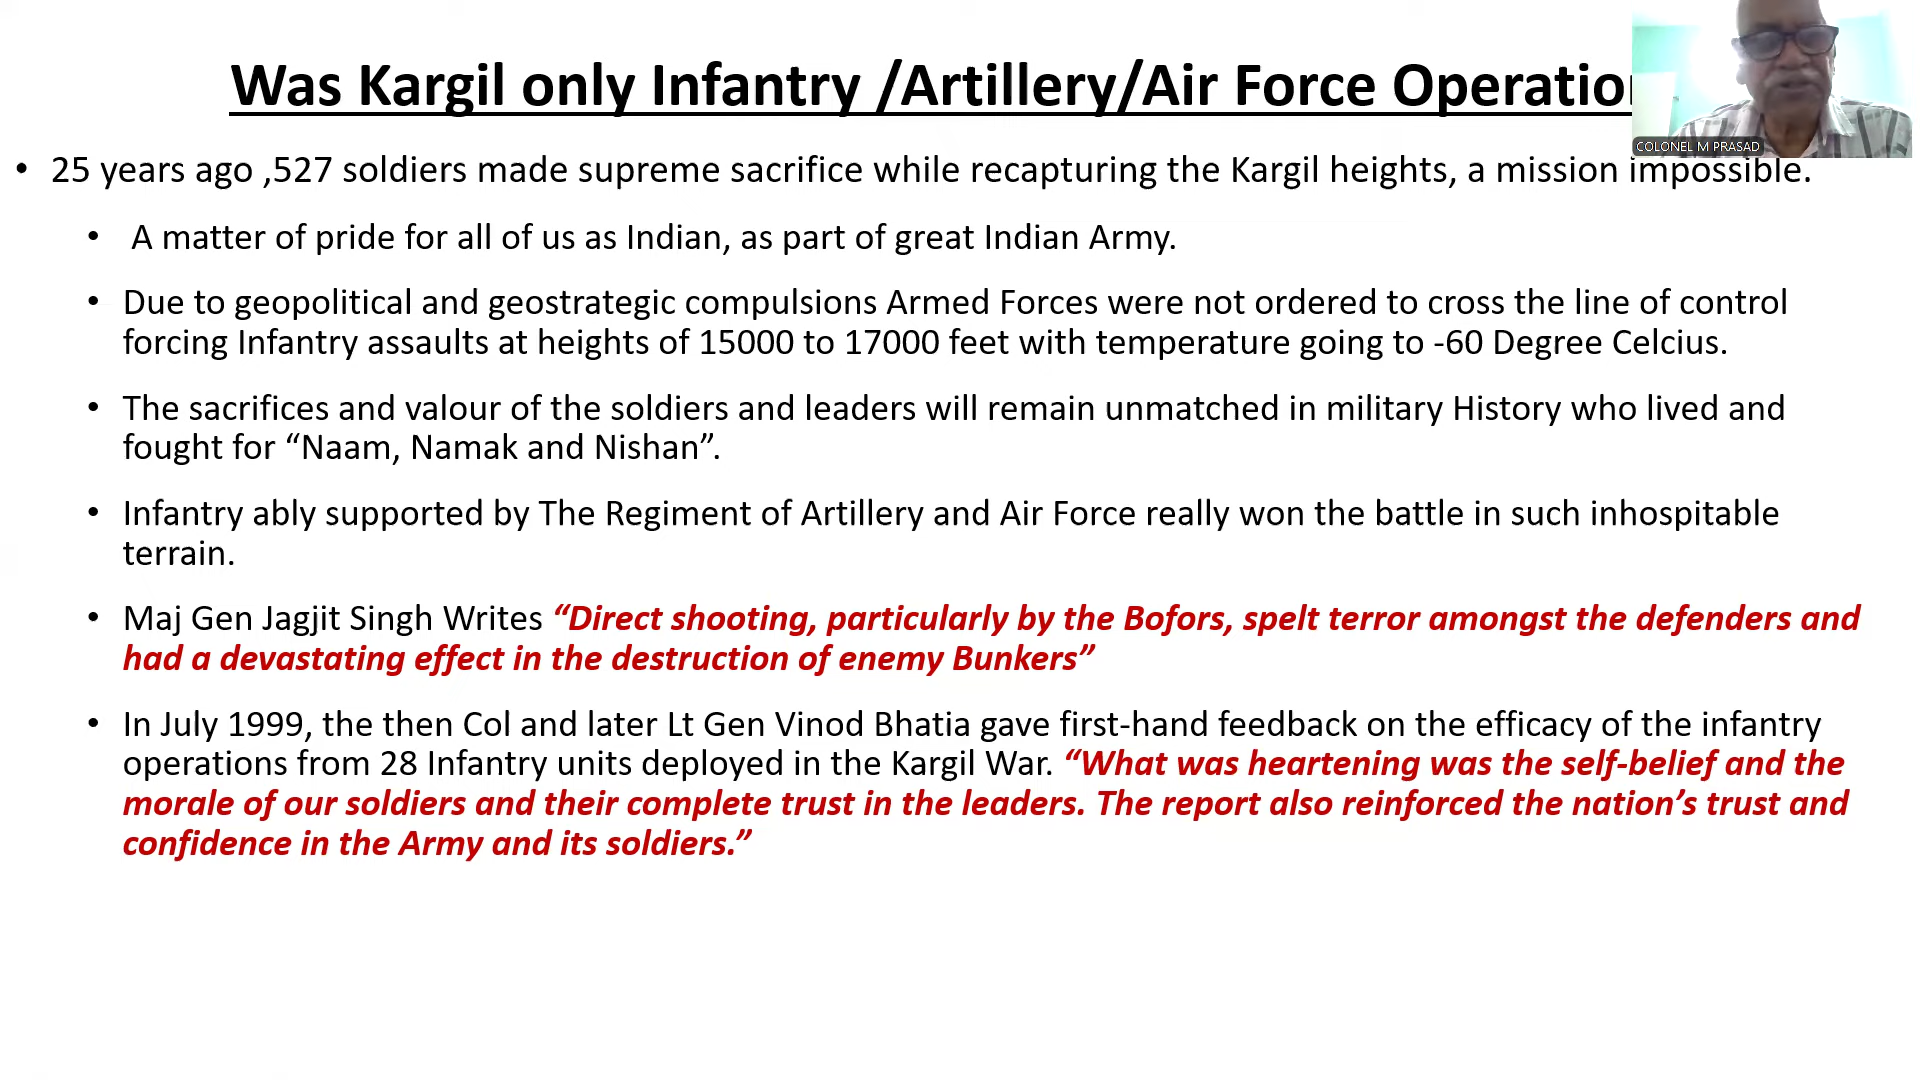 Was Kargil only Infantry /Artillery/Air Force Operation
COLONEL M PRASAD
• 25 years ago ,527 soldiers made supreme sacrifice while recapturing the Kargil heights, a mission impossible.
• A matter of pride for all of us as Indian, as part of great Indian Army.
• Due to geopolitical and geostrategic compulsions Armed Forces were not ordered to cross the line of control
forcing Infantry assaults at heights of 15000 to 17000 feet with temperature going to -60 Degree Celcius.
• The sacrifices and valour of the soldiers and leaders will remain unmatched in military History who lived and
fought for “Naam, Namak and Nishan”.
• Infantry ably supported by The Regiment of Artillery and Air Force really won the battle in such inhospitable
terrain.
• Maj Gen Jagjit Singh Writes “Direct shooting, particularly by the Bofors, spelt terror amongst the defenders and
had a devastating effect in the destruction of enemy Bunkers”
• In July 1999, the then Col and later Lt Gen Vinod Bhatia gave first-hand feedback on the efficacy of the infantry
operations from 28 Infantry units deployed in the Kargil War. “What was heartening was the self-belief and the
morale of our soldiers and their complete trust in the leaders. The report also reinforced the nation’s trust and
confidence in the Army and its soldiers.”